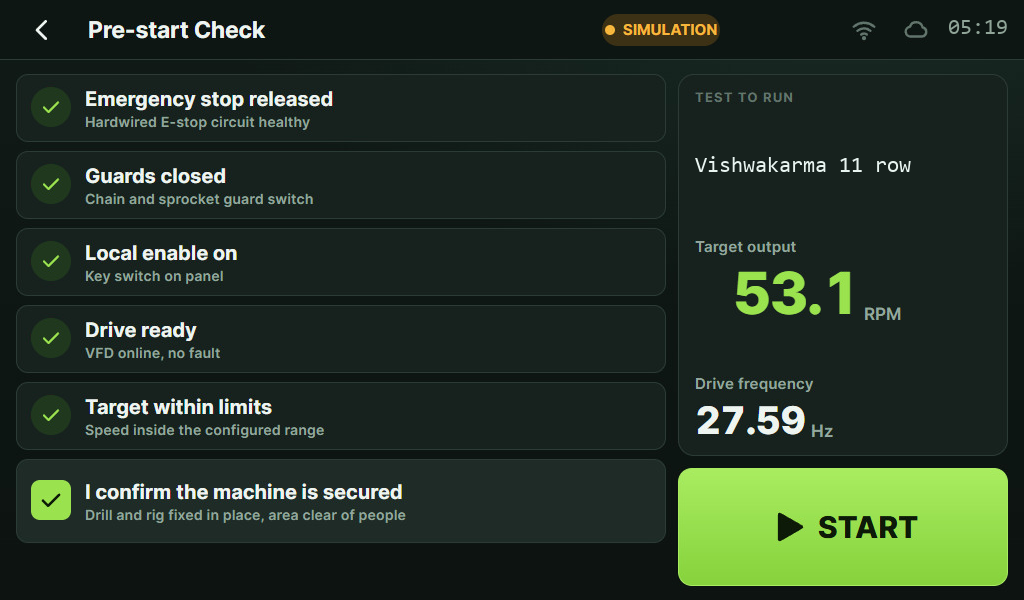 Pre-start Check
SIMULATION
05:19
Emergency stop released
Hardwired E-stop circuit healthy
Guards closed
Chain and sprocket guard switch
Local enable on
Key switch on panel
Drive ready
VFD online, no fault
Target within limits
Speed inside the configured range
I confirm the machine is secured
Drill and rig fixed in place, area clear of people
TEST TO RUN
Vishwakarma 11 row
Target output
53.1 RPM
Drive frequency
27.59 Hz
START